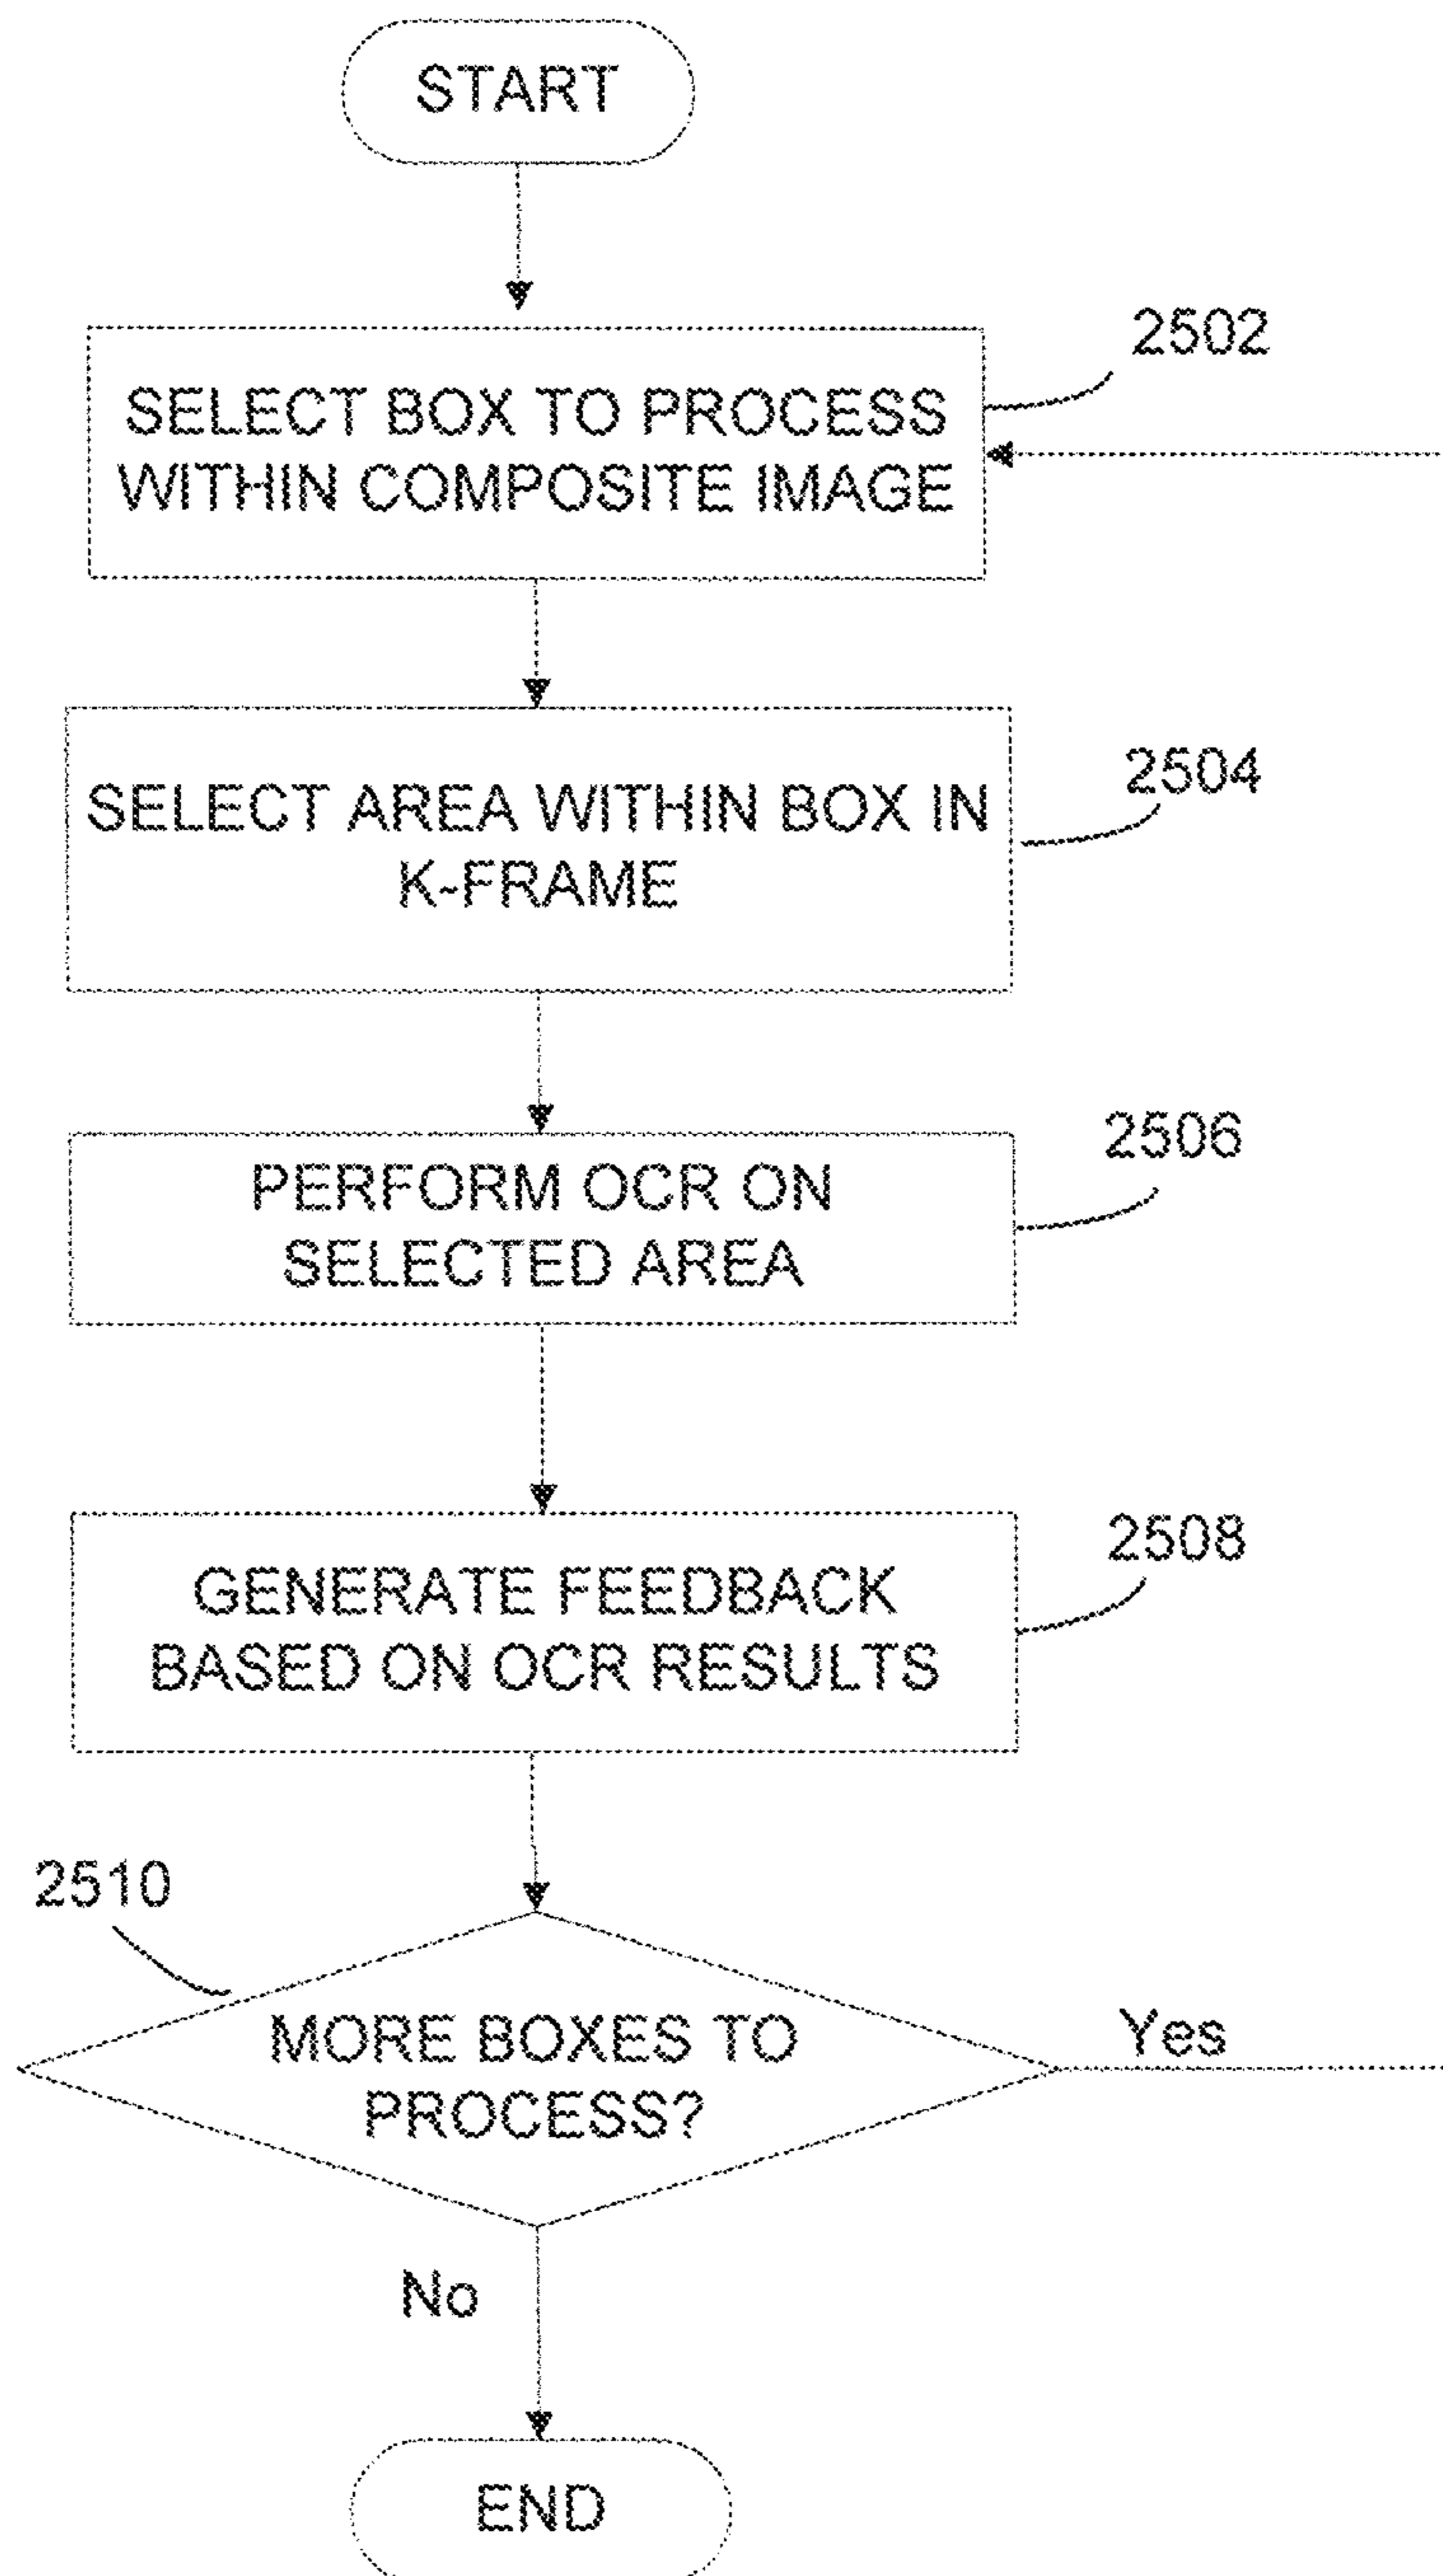 START
2502
SELECT BOX TO PROCESS
WITHIN COMPOSITE IMAGE
2504
SELECT AREA WITHIN BOX IN
K-FRAME
2506
PERFORM OCR ON
SELECTED AREA
2508
GENERATE FEEDBACK
BASED ON OCR RESULTS
2510
MORE BOXES TO
PROCESS?
Yes
No
END